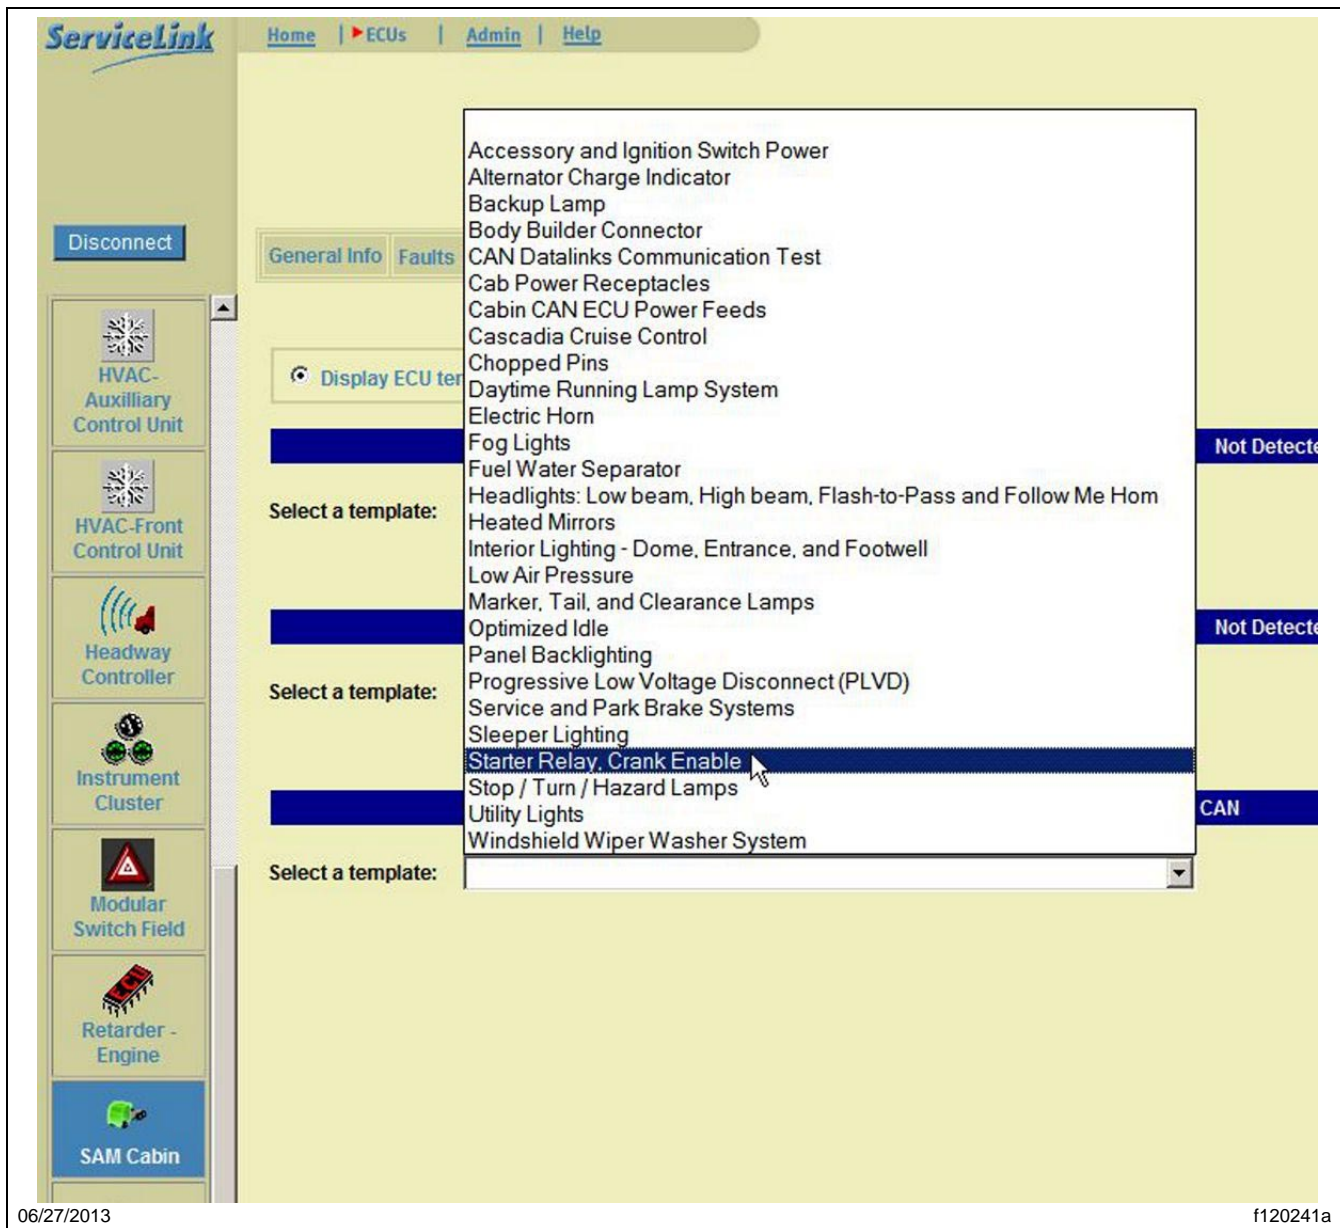 ServiceLink
Home | ECUs | Admin | Help
Disconnect
General Info Faults
Accessory and Ignition Switch Power
Alternator Charge Indicator
Backup Lamp
Body Builder Connector
CAN Datalinks Communication Test
Cab Power Receptacles
Cabin CAN ECU Power Feeds
Cascadia Cruise Control
Chopped Pins
Daytime Running Lamp System
Electric Horn
Fog Lights
Fuel Water Separator
Headlights: Low beam, High beam, Flash-to-Pass and Follow Me Hom
Heated Mirrors
Interior Lighting - Dome, Entrance, and Footwell
Low Air Pressure
Marker, Tail, and Clearance Lamps
Optimized Idle
Panel Backlighting
Progressive Low Voltage Disconnect (PLVD)
Service and Park Brake Systems
Sleeper Lighting
Starter Relay, Crank Enable
Stop / Turn / Hazard Lamps
Utility Lights
Windshield Wiper Washer System
Display ECU ter
Not Detecte
Select a template:
Not Detecte
Select a template:
CAN
Select a template:
HVAC-
Auxilliary
Control Unit
HVAC-Front
Control Unit
Headway
Controller
Instrument
Cluster
Modular
Switch Field
ECU
Retarder -
Engine
SAM Cabin
06/27/2013
f120241a